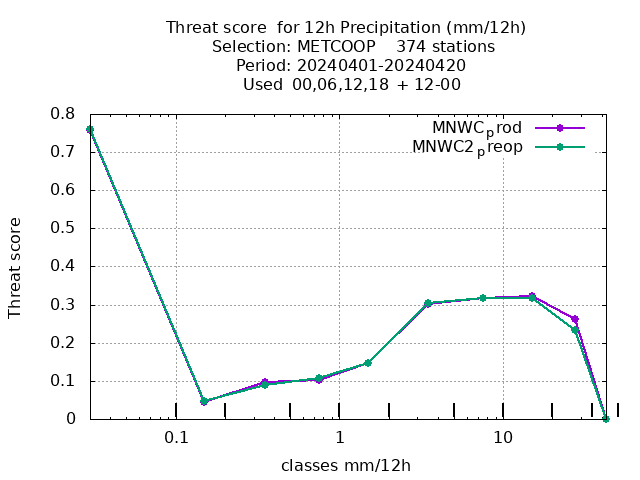 Threat score  for 12h Precipitation (mm/12h)
Selection: METCOOP    374 stations
Period: 20240401-20240420
Used  00,06,12,18  + 12-00
MNWC_prod
MNWC2_preop
0.8
0.7
0.6
0.5
0.4
0.3
0.2
0.1
0
Threat score
0.1 1 10
classes mm/12h